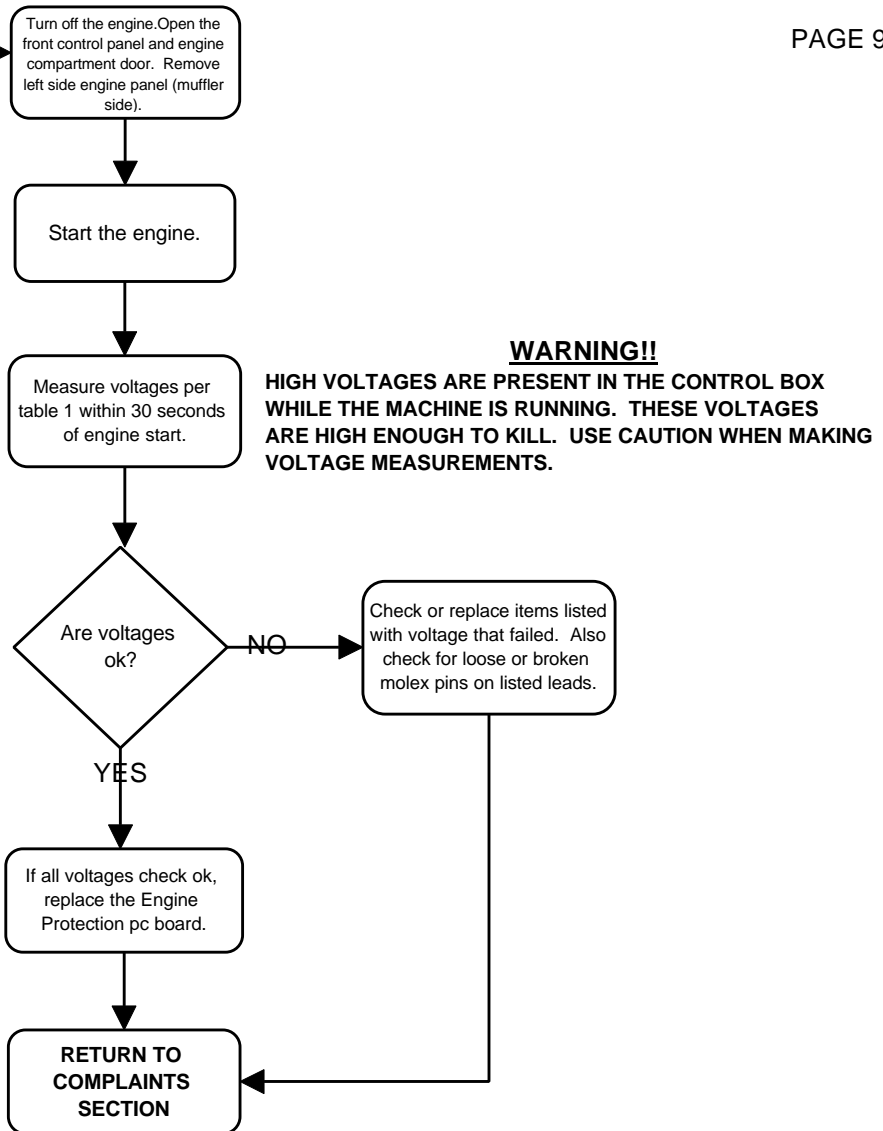 PAGE 9
Turn off the engine.Open the
front control panel and engine
compartment door. Remove
left side engine panel (muffler
side).
Start the engine.
Measure voltages per
table 1 within 30 seconds
of engine start.
WARNING!!
HIGH VOLTAGES ARE PRESENT IN THE CONTROL BOX
WHILE THE MACHINE IS RUNNING. THESE VOLTAGES
ARE HIGH ENOUGH TO KILL. USE CAUTION WHEN MAKING
VOLTAGE MEASUREMENTS.
Are voltages
ok?
NO
Check or replace items listed
with voltage that failed. Also
check for loose or broken
molex pins on listed leads.
YES
If all voltages check ok,
replace the Engine
Protection pc board.
RETURN TO
COMPLAINTS
SECTION